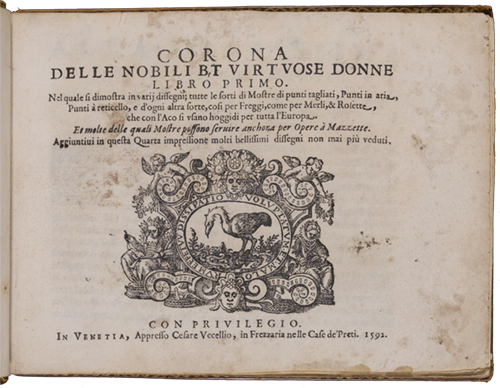 CORONA
DELLE NOBILI ET VIRTVOSE DONNE
LIBRO PRIMO.
Nel quale si dimostra in varij dissegni, tutte le sorti di Mostre di punti tagliati, Punti in aria,
Punti à reticello, e d'ogni altra sorte, cosi per Freggi, come per Merli, & Rosette,
che con l'Aco si vsano hoggidì per tutta l'Europa.
Et molte delle quali Mostre possono seruire anchora per Opere à Mazzette.
Aggiuntiui in questa Quarta impressione molti bellissimi dissegni non mai più veduti.
CON PRIVILEGIO.
IN VENETIA, Appresso Cesare Vecellio, in Frezzaria nelle Case de' Preti. 1592.